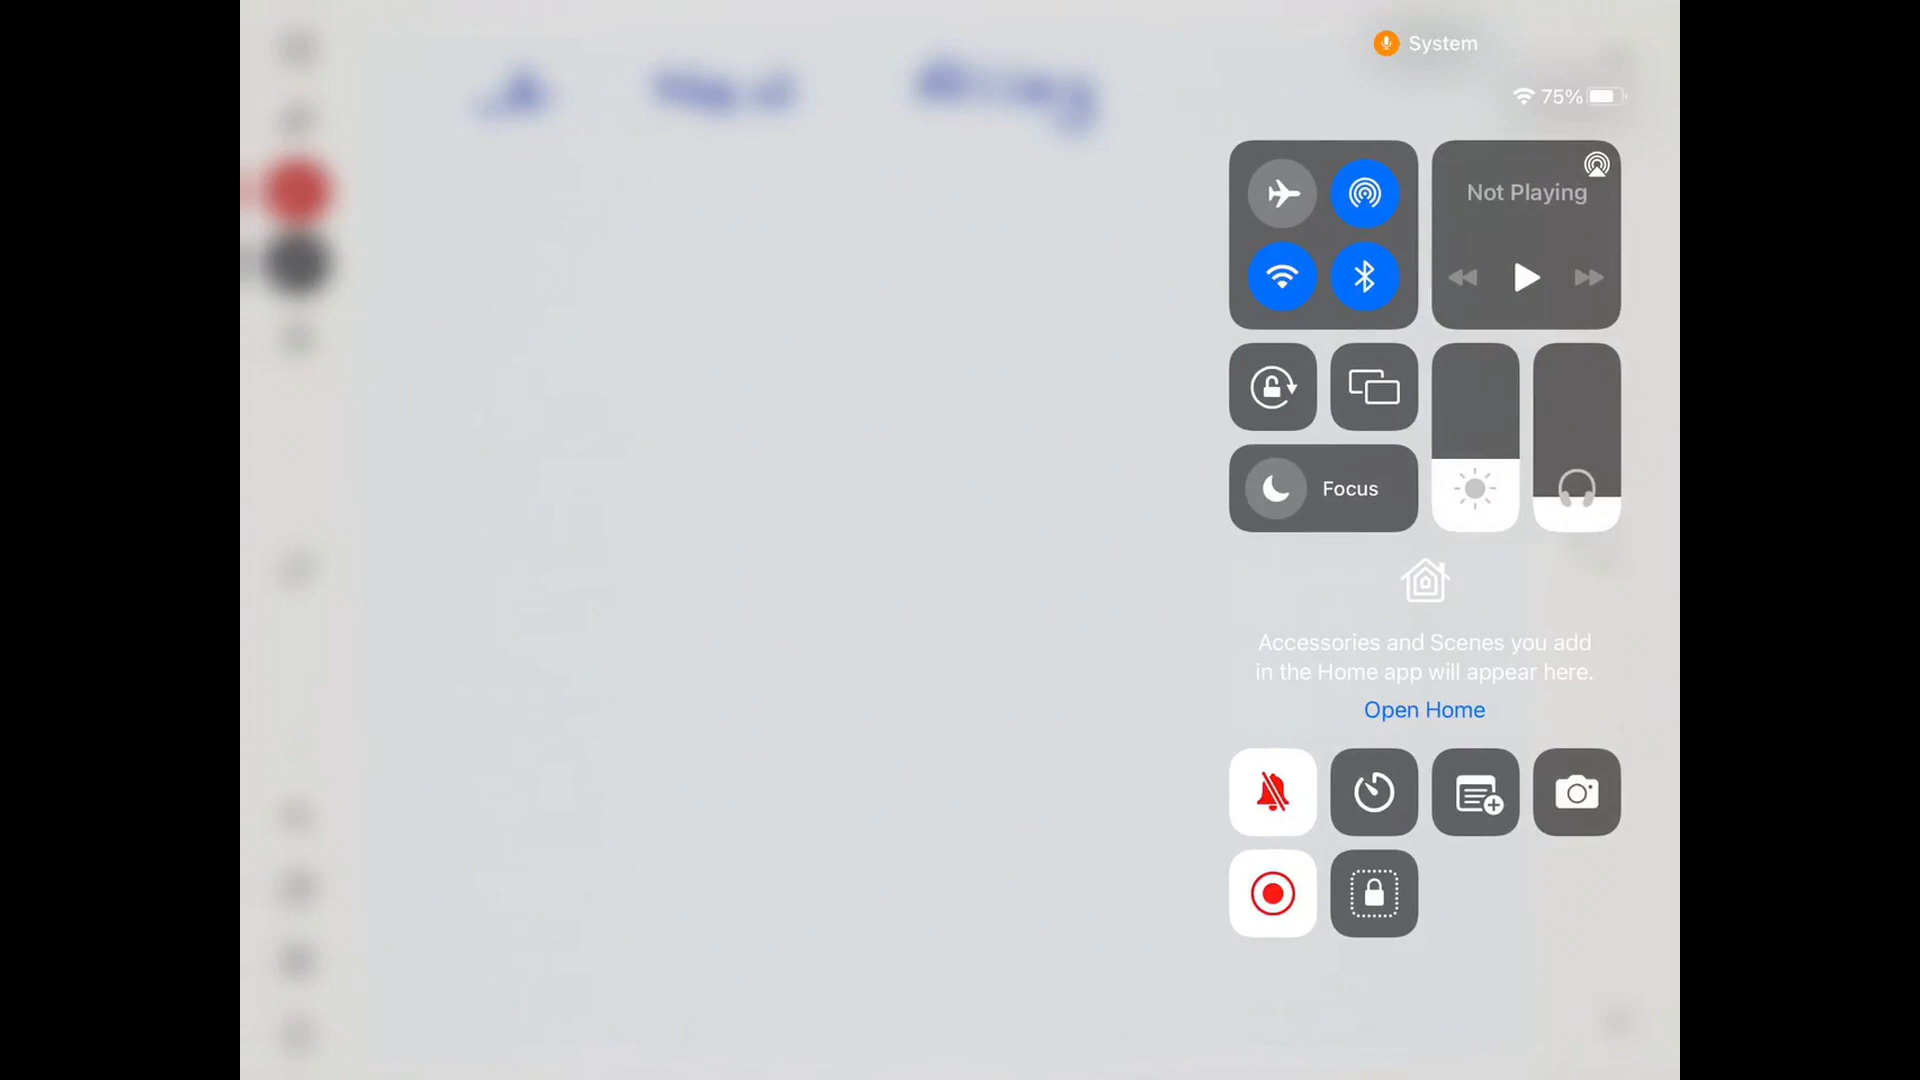 System
75%
Not Playing
Focus
Accessories and Scenes you add
in the Home app will appear here.
Open Home